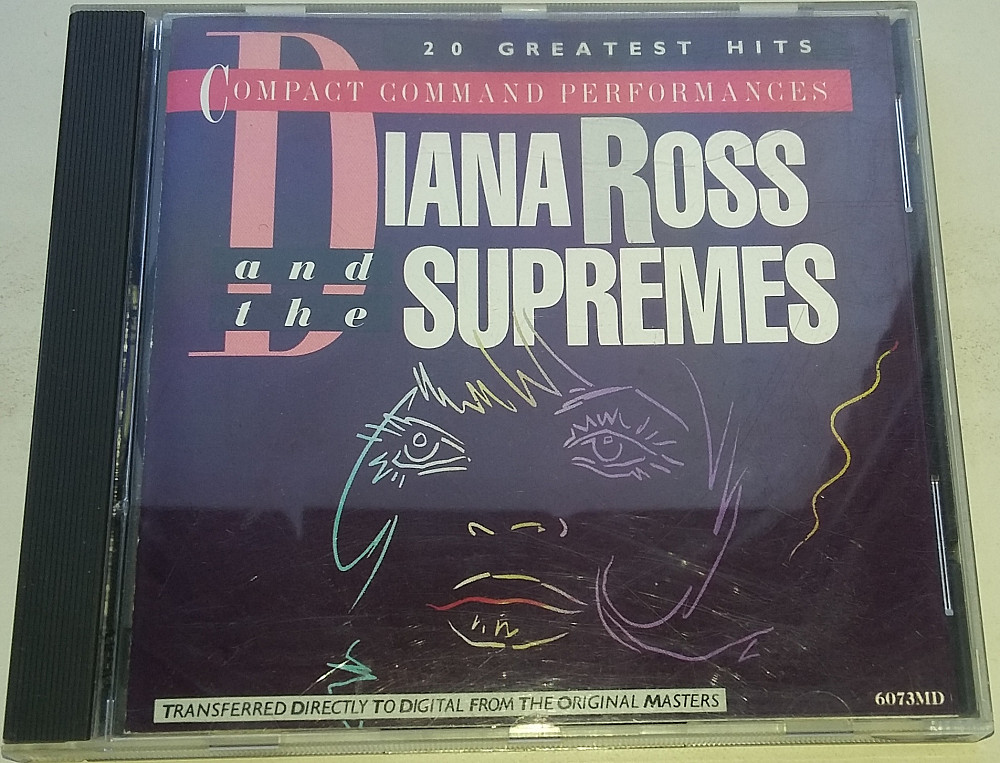 20 GREATEST HITS
COMPACT COMMAND PERFORMANCES
DIANA ROSS
and the SUPREMES
TRANSFERRED DIRECTLY TO DIGITAL FROM THE ORIGINAL MASTERS
6073MD